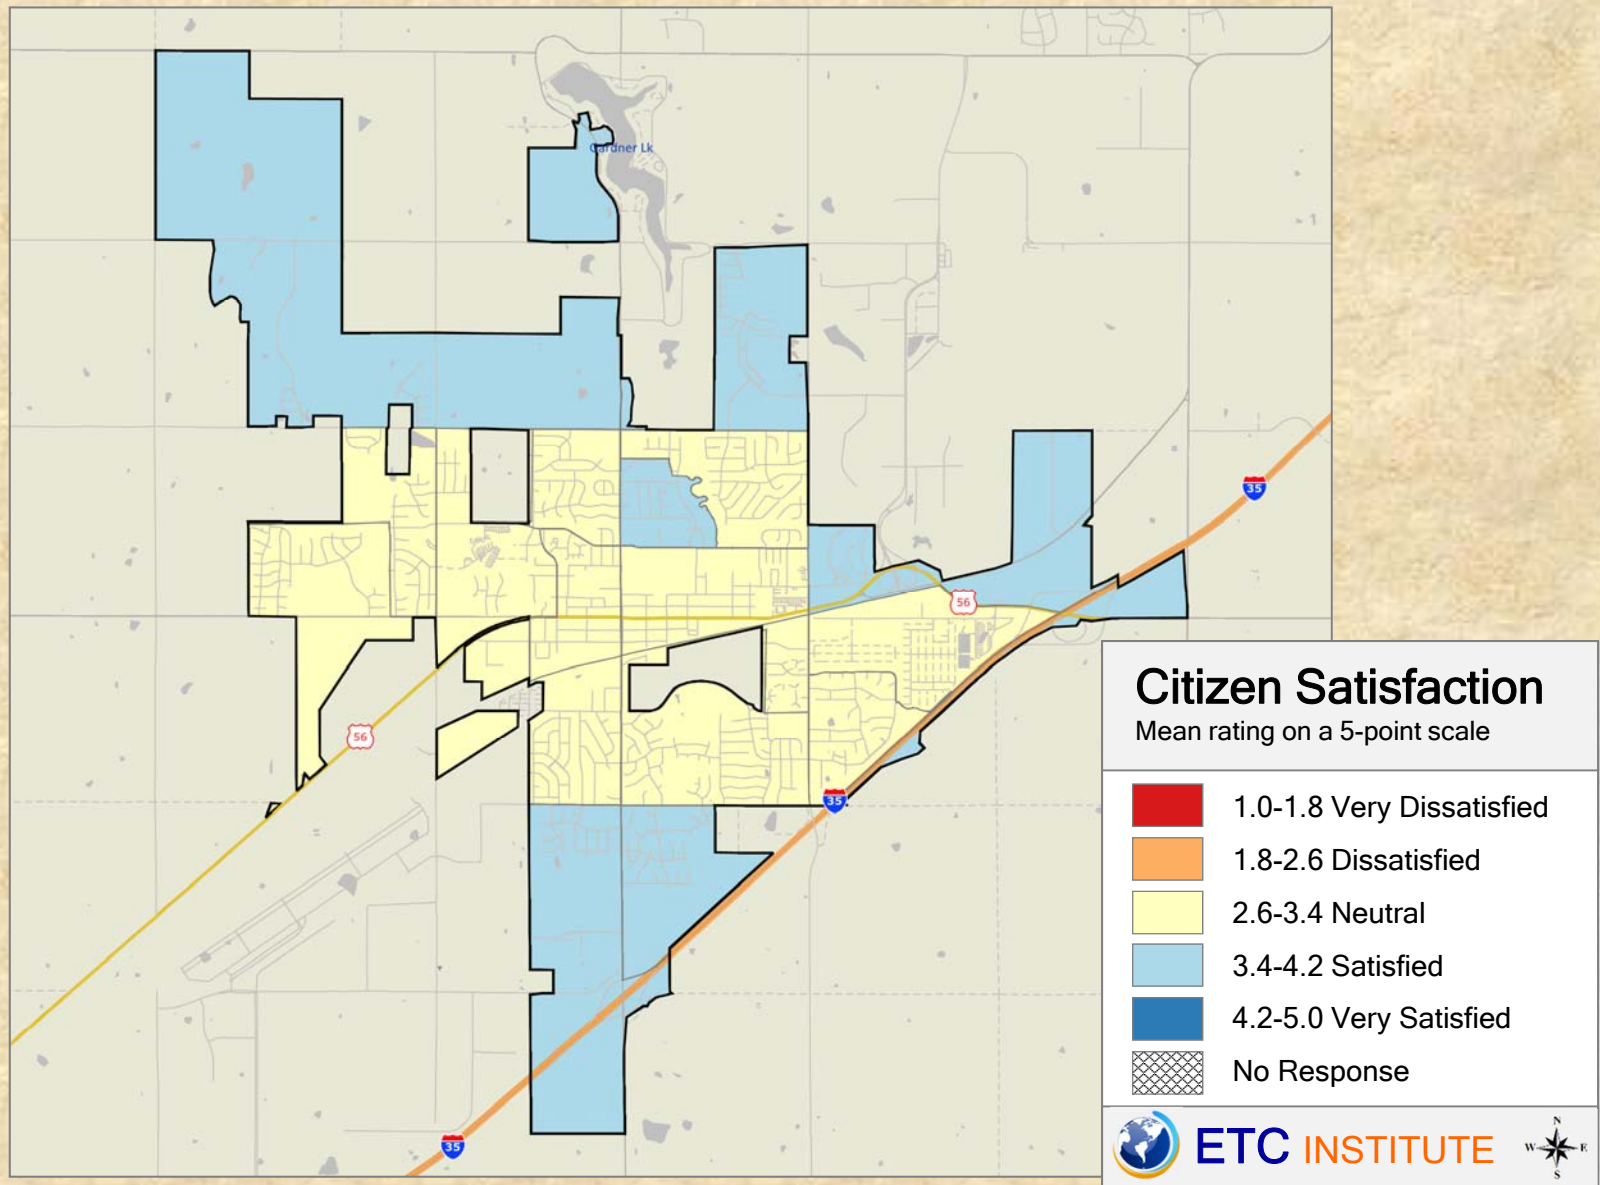 Gardner Lk
1
35
56
56
35
35
Citizen Satisfaction
Mean rating on a 5-point scale
1.0-1.8 Very Dissatisfied
1.8-2.6 Dissatisfied
2.6-3.4 Neutral
3.4-4.2 Satisfied
4.2-5.0 Very Satisfied
No Response
ETC INSTITUTE
N
W E
S